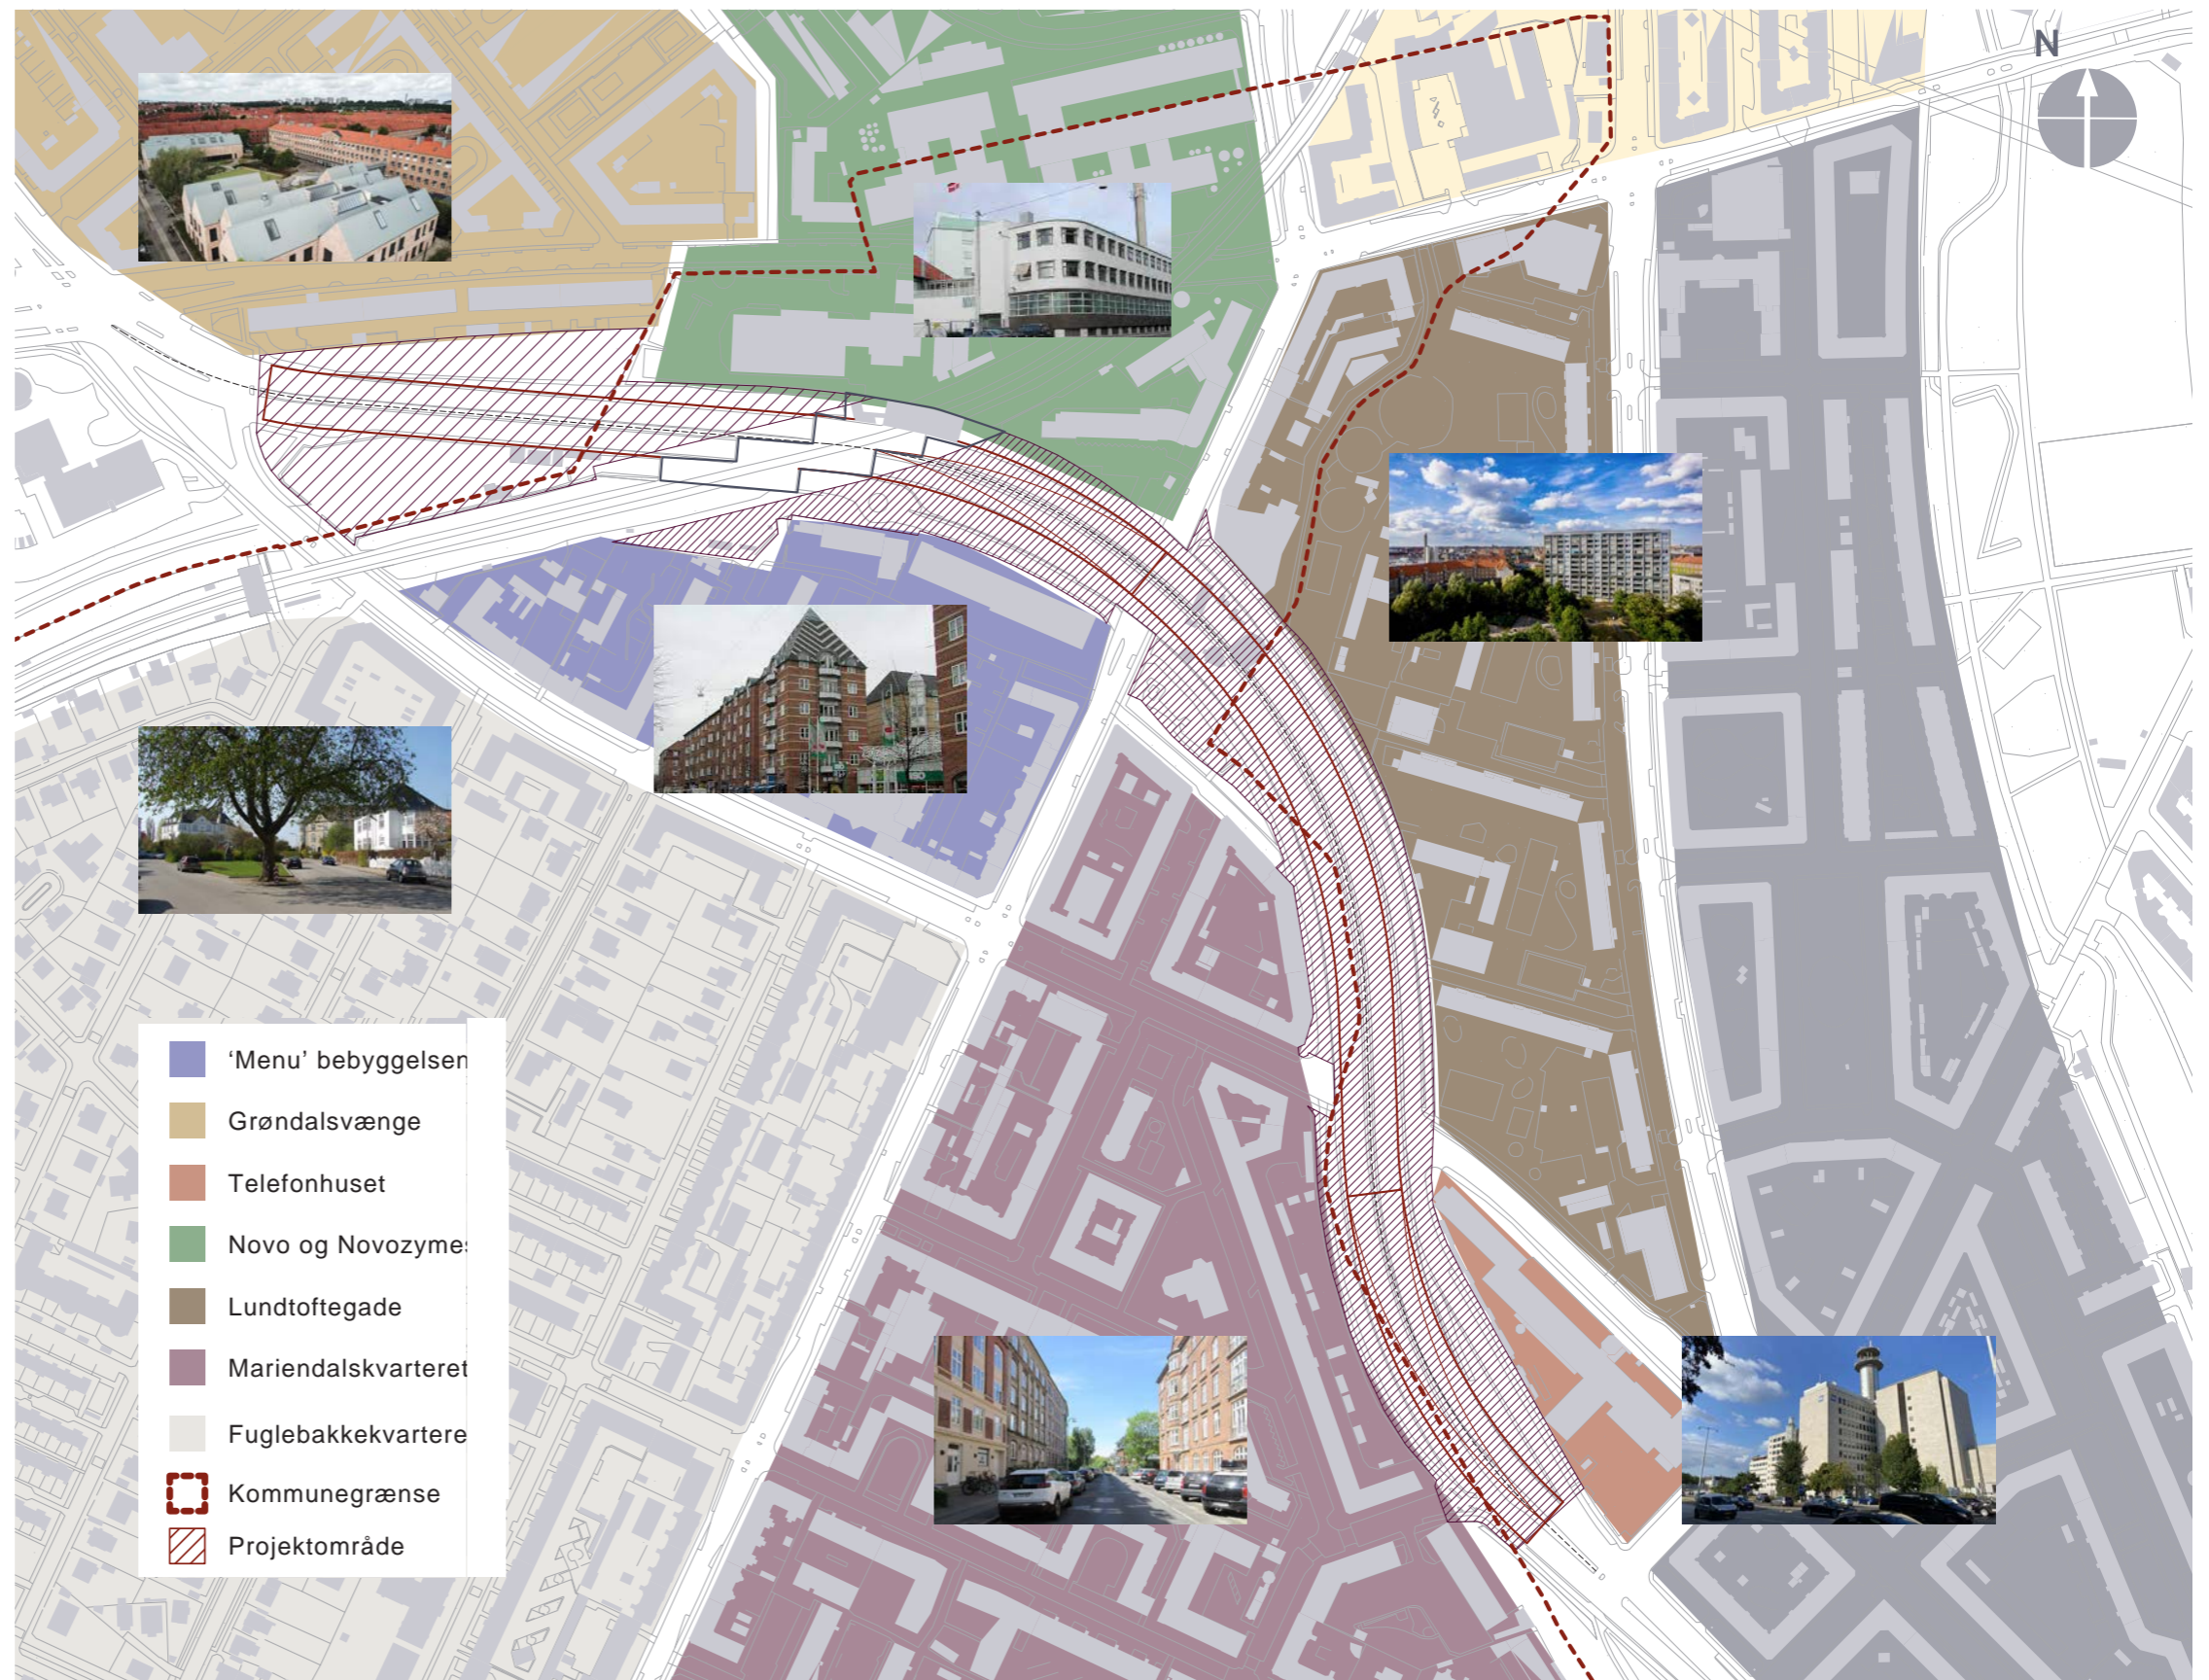 N
‘Menu’ bebyggelsen
Grøndalsvænge
Telefonhuset
Novo og Novozymes
Lundtoftegade
Mariendalskvarteret
Fuglebakkekvartere
Kommunegrænse
Projektområde